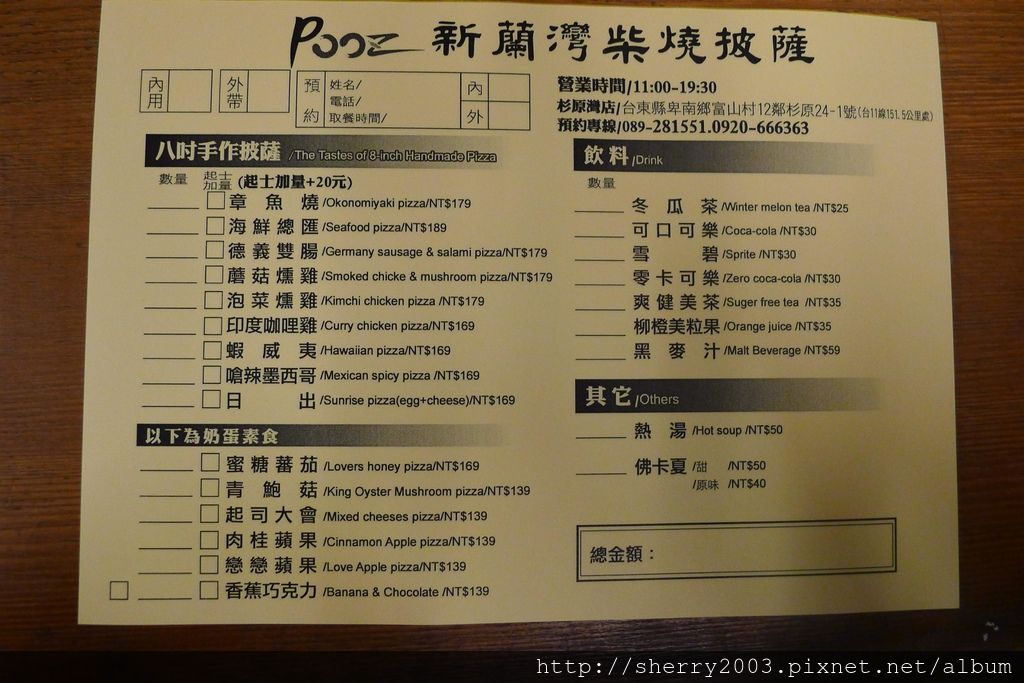 Pooz 新蘭灣柴燒披薩
內用
外帶
預約
姓名/
電話/
取餐時間/
內
外
營業時間/11:00-19:30
杉原灣店/台東縣卑南鄉富山村12鄰杉原24-1號(台11線151.5公里處)
預約專線/089-281551.0920-666363
八吋手作披薩 /The Tastes of 8-inch Handmade Pizza
數量 起士加量 (起士加量+20元)
章魚燒/Okonomiyaki pizza/NT$179
海鮮總匯/Seafood pizza/NT$189
德義雙腸/Germany sausage & salami pizza/NT$179
蘑菇燻雞/Smoked chicke & mushroom pizza/NT$179
泡菜燻雞/Kimchi chicken pizza /NT$179
印度咖哩雞/Curry chicken pizza/NT$169
蝦威夷/Hawaiian pizza/NT$169
嗆辣墨西哥/Mexican spicy pizza /NT$169
日出/Sunrise pizza(egg+cheese)/NT$169
以下為奶蛋素食
蜜糖蕃茄/Lovers honey pizza/NT$169
青鮑菇/King Oyster Mushroom pizza/NT$139
起司大會/Mixed cheeses pizza/NT$139
肉桂蘋果/Cinnamon Apple pizza/NT$139
戀戀蘋果/Love Apple pizza/NT$139
香蕉巧克力/Banana & Chocolate /NT$139
飲料/Drink
數量
冬瓜茶/Winter melon tea /NT$25
可口可樂/Coca-cola /NT$30
雪碧/Sprite /NT$30
零卡可樂/Zero coca-cola /NT$30
爽健美茶/Suger free tea /NT$35
柳橙美粒果/Orange juice /NT$35
黑麥汁/Malt Beverage /NT$59
其它/Others
熱湯/Hot soup /NT$50
佛卡夏/甜 /NT$50
/原味 /NT$40
總金額：
http://sherry2003.pixnet.net/album